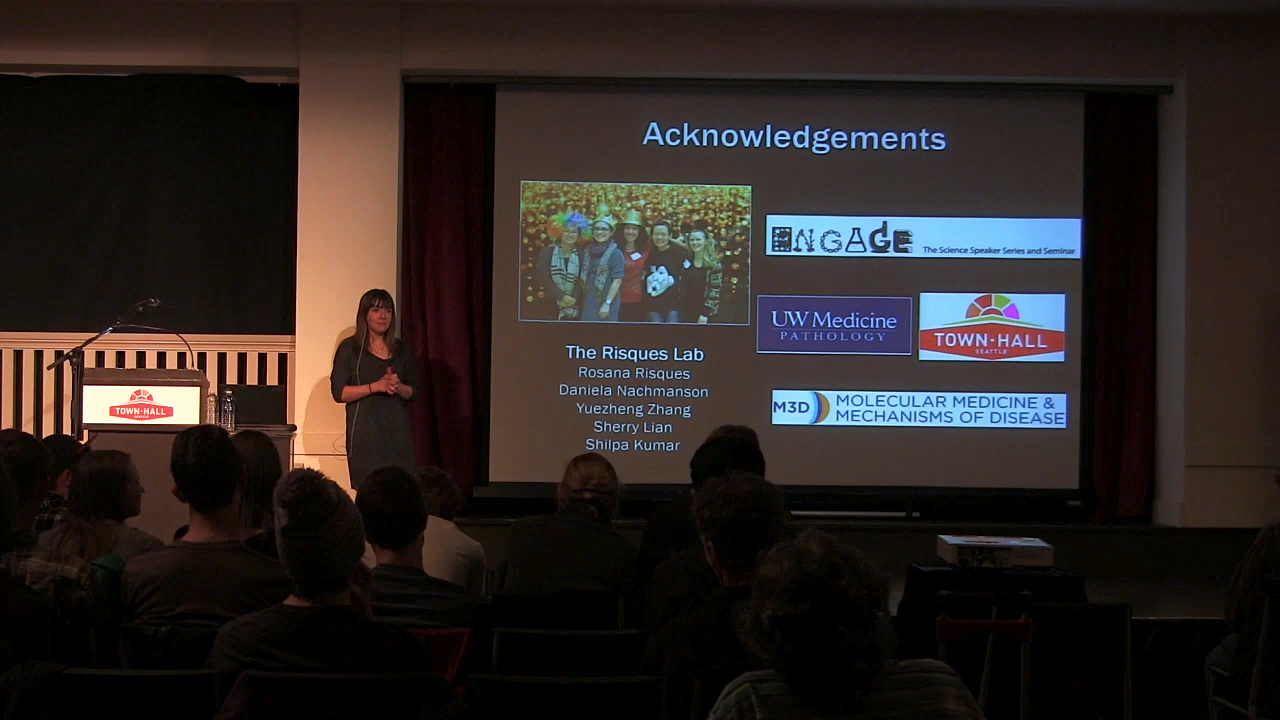 Acknowledgements
ENGAGE The Science Speaker Series and Seminar
UW Medicine
PATHOLOGY
TOWN·HALL
SEATTLE
The Risques Lab
Rosana Risques
Daniela Nachmanson
Yuezheng Zhang
Sherry Lian
Shilpa Kumar
M3D MOLECULAR MEDICINE &
MECHANISMS OF DISEASE
TOWN·HALL
SEATTLE